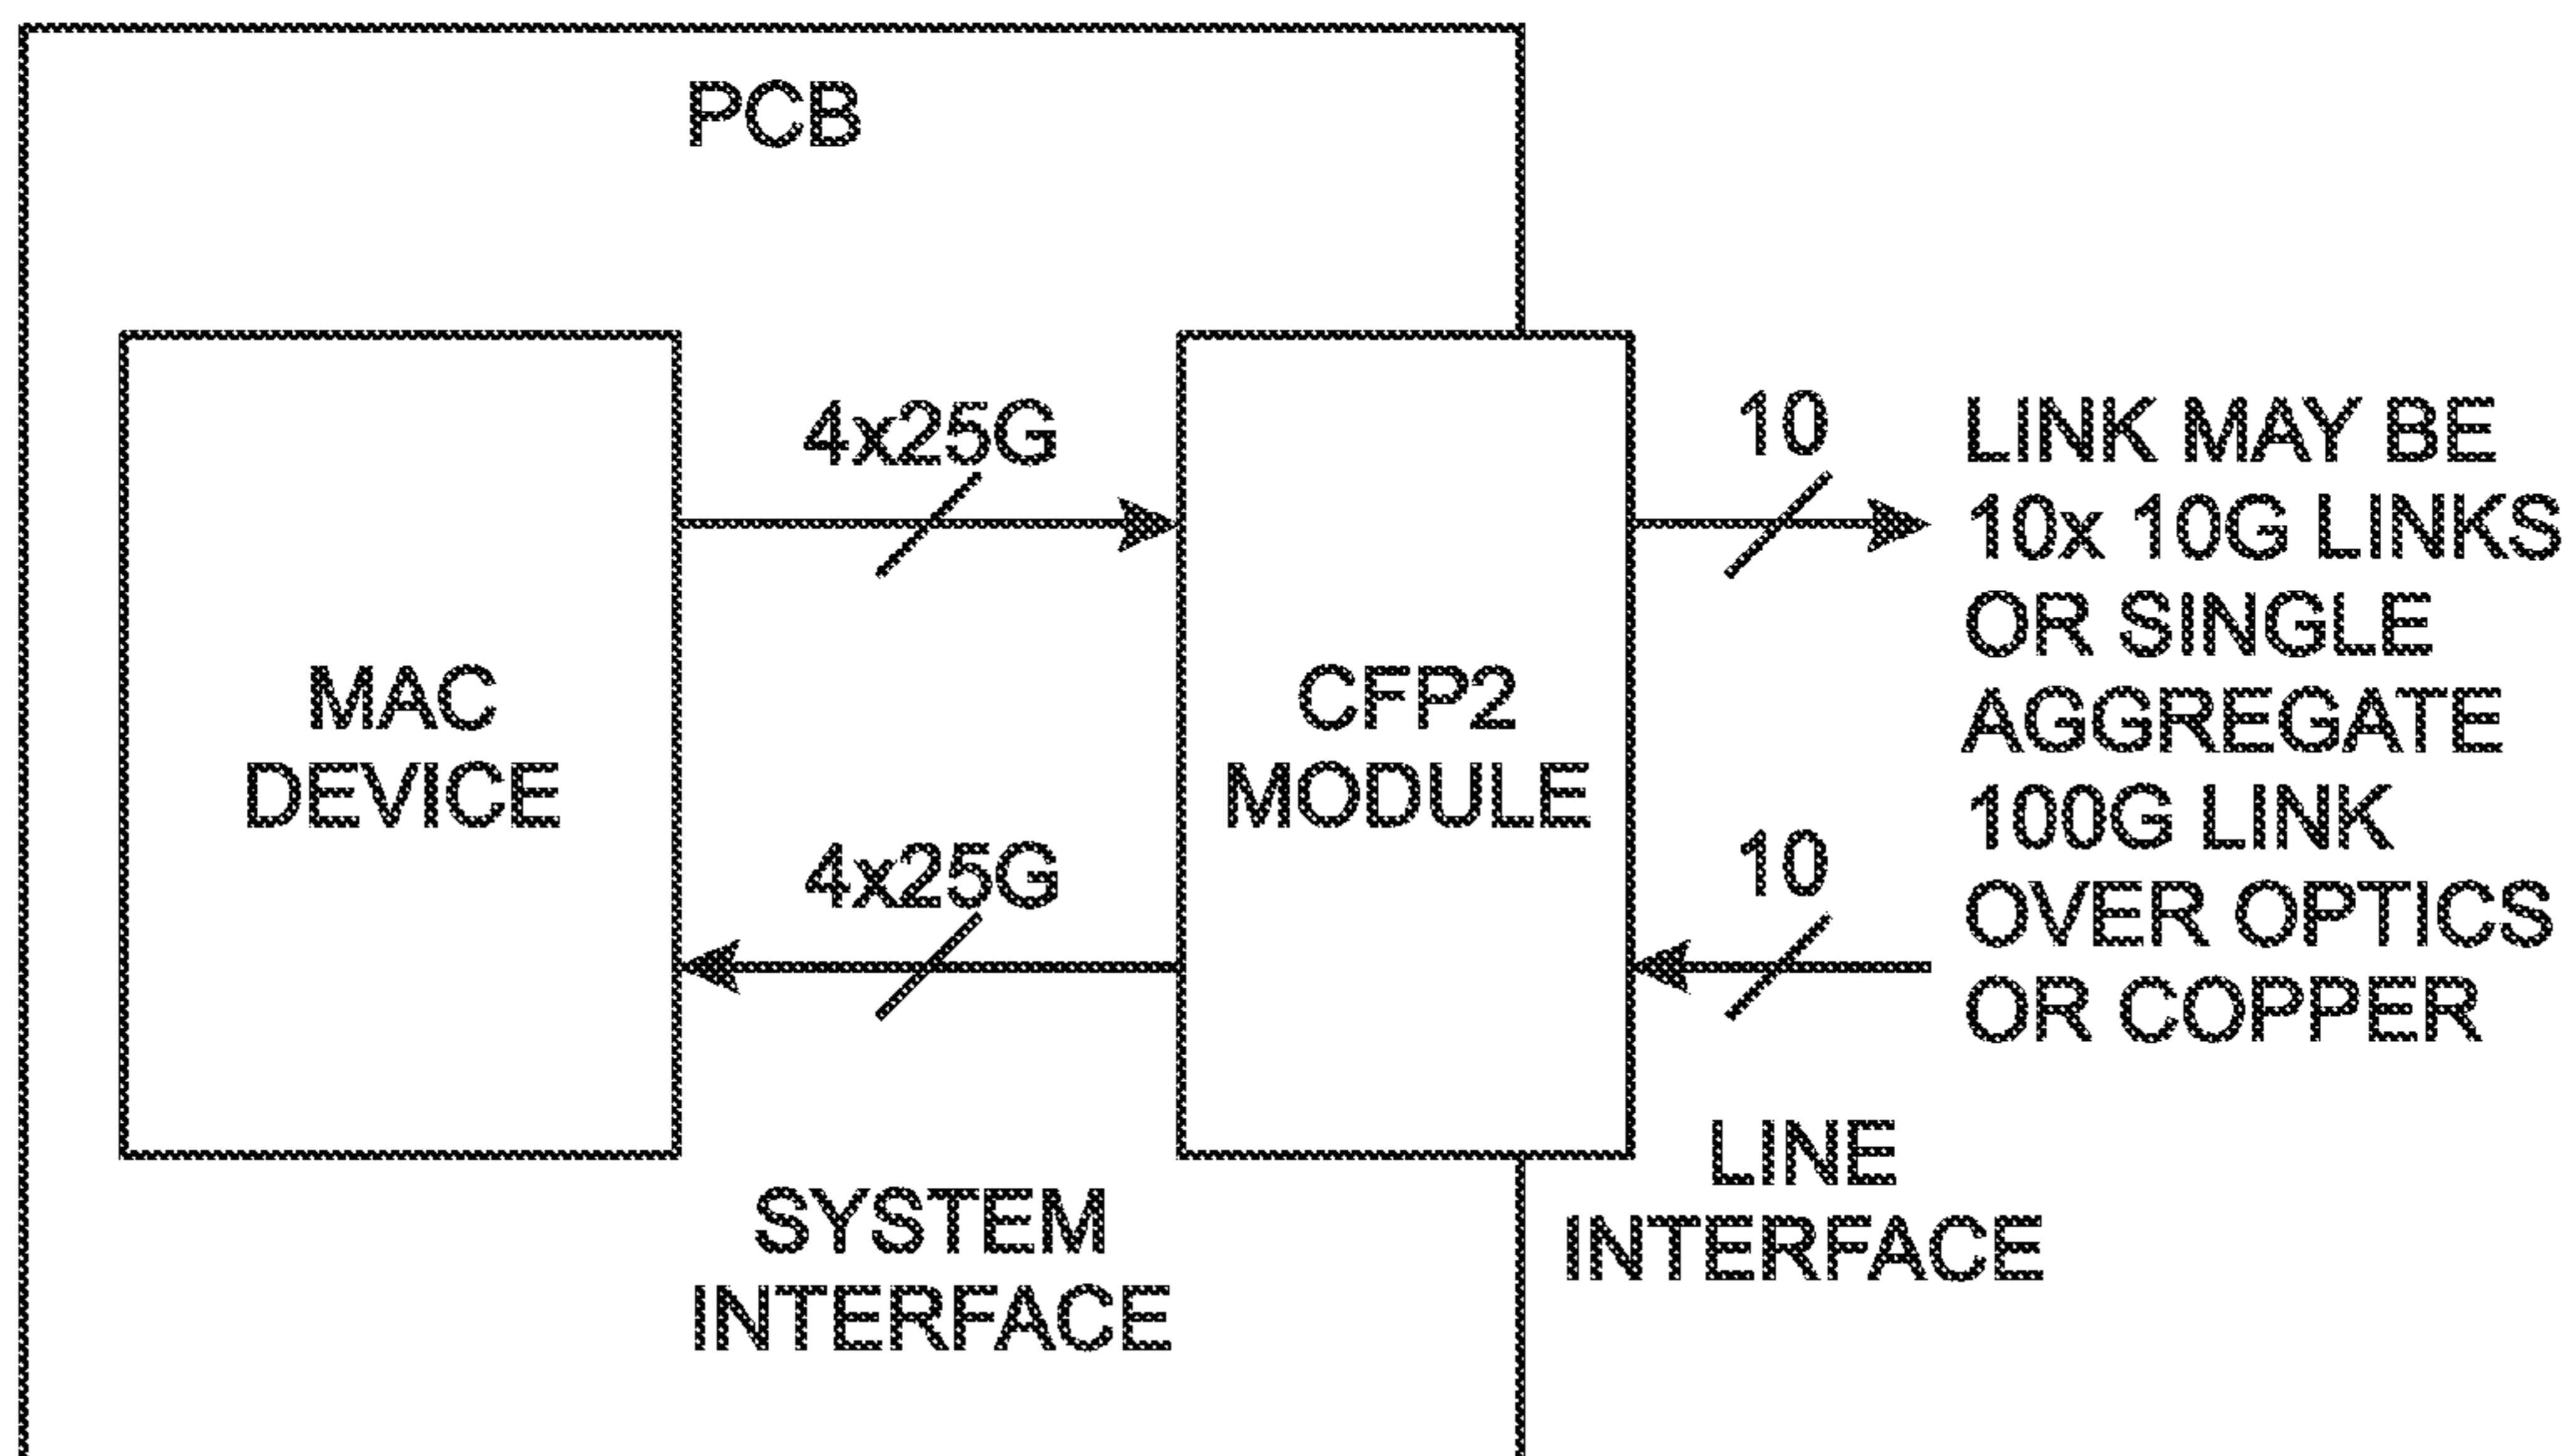 PCB
MAC
DEVICE
4x25G
4x25G
SYSTEM
INTERFACE
CFP2
MODULE
10
10
LINE
INTERFACE
LINK MAY BE
10x 10G LINKS
OR SINGLE
AGGREGATE
100G LINK
OVER OPTICS
OR COPPER